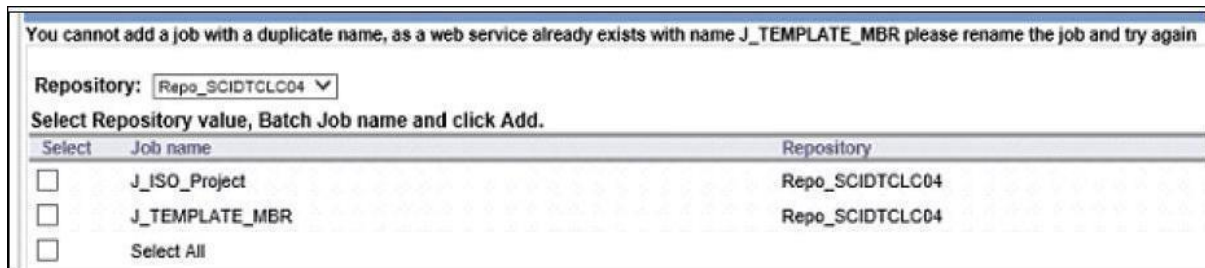 You cannot add a job with a duplicate name, as a web service already exists with name J_TEMPLATE_MBR please rename the job and try again
Repository: Repo_SCIDTCLC04
Select Repository value, Batch Job name and click Add.
Select Job name Repository
J_ISO_Project Repo_SCIDTCLC04
J_TEMPLATE_MBR Repo_SCIDTCLC04
Select All